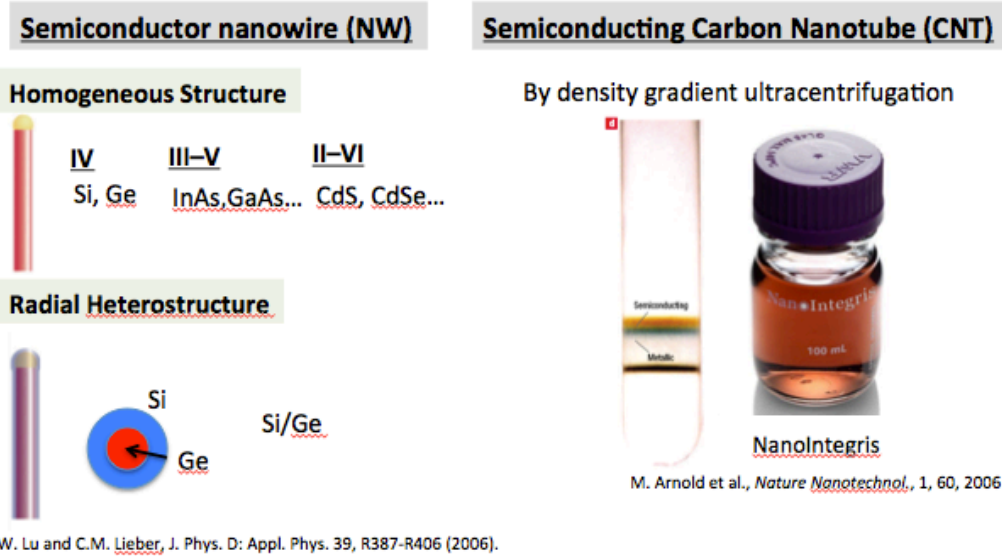 Semiconductor nanowire (NW)
Homogeneous Structure
IV
III–V
II–VI
Si, Ge
InAs,GaAs...
CdS, CdSe...
Radial Heterostructure
Si
Ge
Si/Ge
W. Lu and C.M. Lieber, J. Phys. D: Appl. Phys. 39, R387-R406 (2006).
Semiconducting Carbon Nanotube (CNT)
By density gradient ultracentrifugation
d
Semiconducting
Metallic
NanoIntegris
100 mL
NanoIntegris
M. Arnold et al., Nature Nanotechnol., 1, 60, 2006